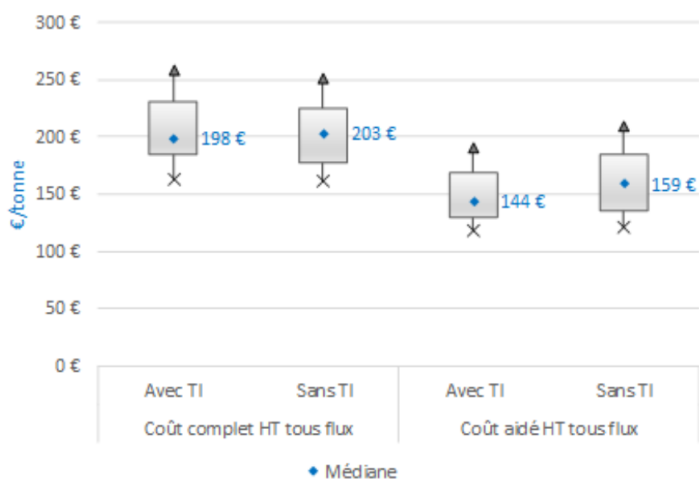 300 €
250 €
200 €
150 €
100 €
50 €
0 €
€/tonne
198 €
203 €
144 €
159 €
Avec TI
Sans TI
Avec TI
Sans TI
Coût complet HT tous flux
Coût aidé HT tous flux
Médiane